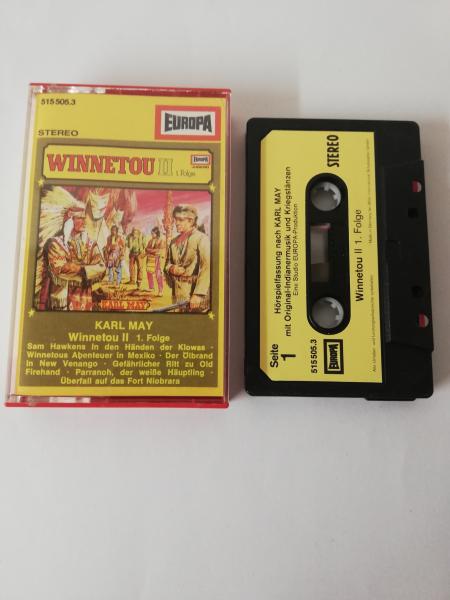 515 505.3
STEREO
EUROPA
WINNETOU II
1. Folge
EUROPA
KARL MAY
KARL MAY
Winnetou II 1. Folge
Sam Hawkens in den Händen der Kiowas ·
Winnetous Abenteuer in Mexiko · Der Ölbrand
in New Venango · Gefährlicher Ritt zu Old
Firehand · Parranoh, der weiße Häuptling ·
Überfall auf das Fort Niobrara
Seite
1
Hörspielfassung nach KARL MAY
mit Original-Indianermusik und Kriegstänzen
Eine Studio EUROPA-Produktion
STEREO
515 505.3
EUROPA
Winnetou II 1. Folge